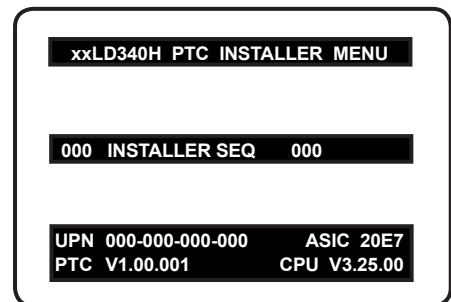 xxLD340H PTC INSTALLER MENU
000 INSTALLER SEQ 000
UPN 000-000-000-000 ASIC 20E7
PTC V1.00.001 CPU V3.25.00